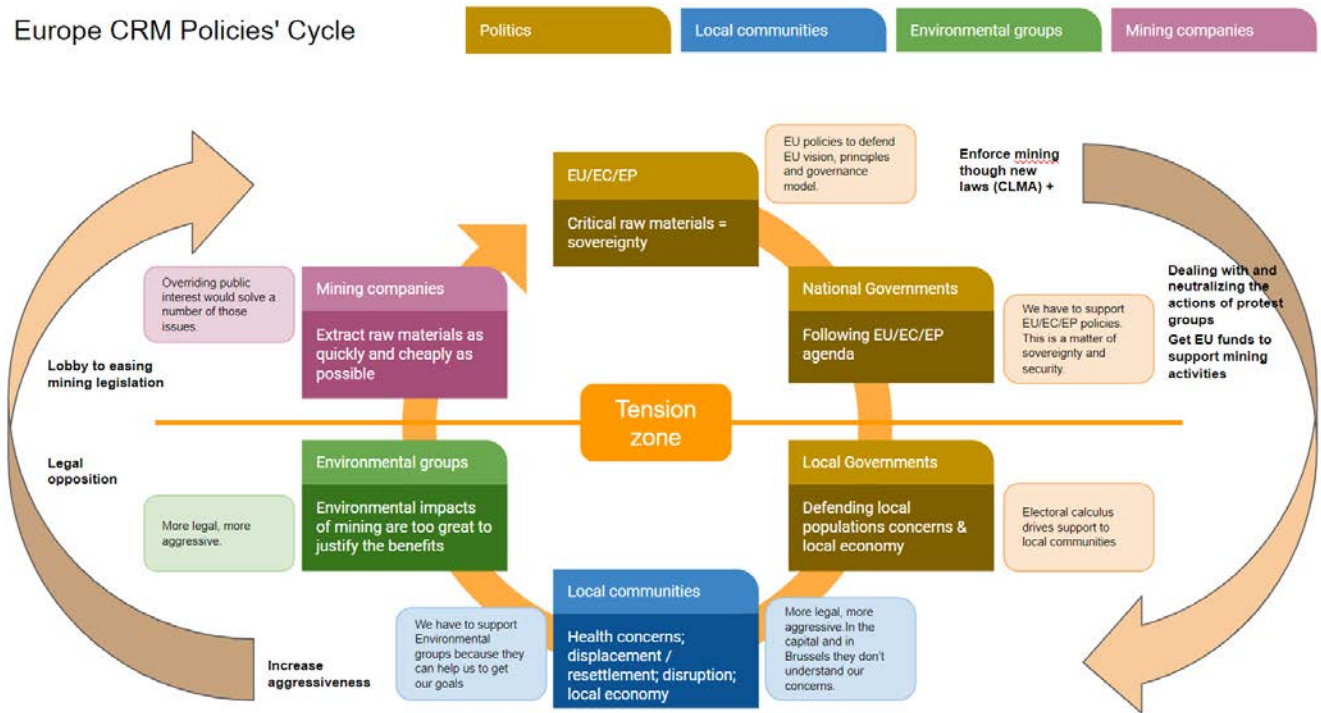 Europe CRM Policies' Cycle
Politics
Local communities
Environmental groups
Mining companies
EU/EC/EP
Critical raw materials =
sovereignty
EU policies to defend
EU vision, principles
and governance
model.
Enforce mining
though new
laws (CLMA) +
National Governments
Following EU/EC/EP
agenda
We have to support
EU/EC/EP policies.
This is a matter of
sovereignty and
security.
Dealing with and
neutralizing the
actions of protest
groups
Get EU funds to
support mining
activities
Overriding public
interest would solve a
number of those
issues.
Mining companies
Extract raw materials as
quickly and cheaply as
possible
Lobby to easing
mining legislation
Tension
zone
Legal
opposition
Environmental groups
Environmental impacts
of mining are too great to
justify the benefits
More legal, more
aggressive.
Local Governments
Defending local
populations concerns &
local economy
Electoral calculus
drives support to
local communities
Local communities
Health concerns;
displacement /
resettlement; disruption;
local economy
We have to support
Environmental
groups because they
can help us to get
our goals
More legal, more
aggressive.In the
capital and in
Brussels they don't
understand our
concerns.
Increase
aggressiveness